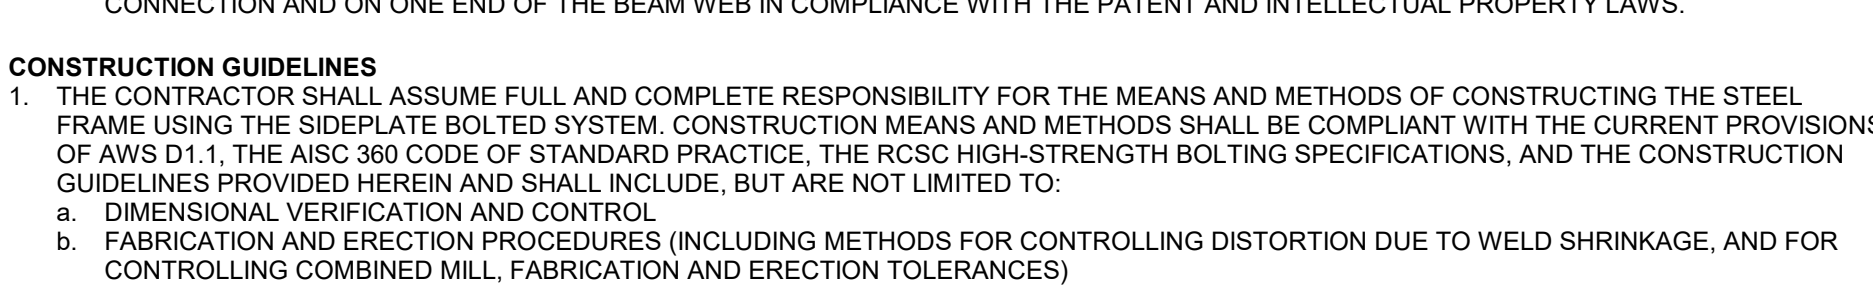 CONNECTION AND ON ONE END OF THE BEAM WEB IN COMPLIANCE WITH THE PATENT AND INTELLECTUAL PROPERTY LAWS.
CONSTRUCTION GUIDELINES
1. THE CONTRACTOR SHALL ASSUME FULL AND COMPLETE RESPONSIBILITY FOR THE MEANS AND METHODS OF CONSTRUCTING THE STEEL
FRAME USING THE SIDEPLATE BOLTED SYSTEM. CONSTRUCTION MEANS AND METHODS SHALL BE COMPLIANT WITH THE CURRENT PROVISIONS
OF AWS D1.1, THE AISC 360 CODE OF STANDARD PRACTICE, THE RCSC HIGH-STRENGTH BOLTING SPECIFICATIONS, AND THE CONSTRUCTION
GUIDELINES PROVIDED HEREIN AND SHALL INCLUDE, BUT ARE NOT LIMITED TO:
a. DIMENSIONAL VERIFICATION AND CONTROL
b. FABRICATION AND ERECTION PROCEDURES (INCLUDING METHODS FOR CONTROLLING DISTORTION DUE TO WELD SHRINKAGE, AND FOR
CONTROLLING COMBINED MILL, FABRICATION AND ERECTION TOLERANCES)